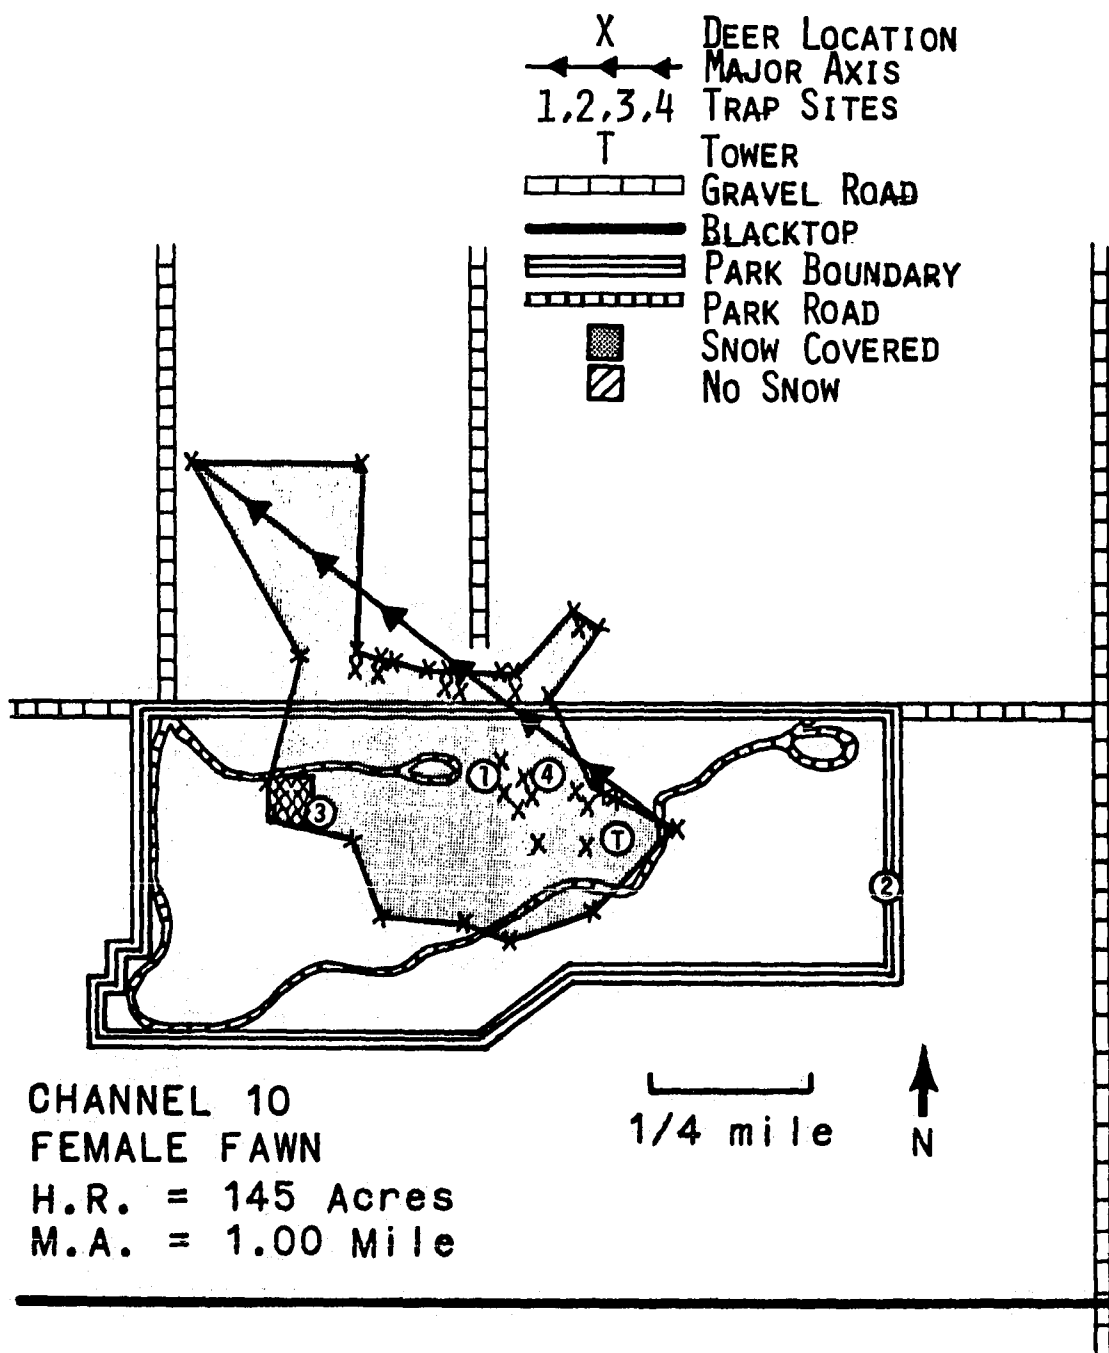 X DEER LOCATION
MAJOR AXIS
1,2,3,4 TRAP SITES
T TOWER
GRAVEL ROAD
BLACKTOP
PARK BOUNDARY
PARK ROAD
SNOW COVERED
NO SNOW
1
4
3
T
2
CHANNEL 10
FEMALE FAWN
H.R. = 145 Acres
M.A. = 1.00 Mile
1/4 mile
N